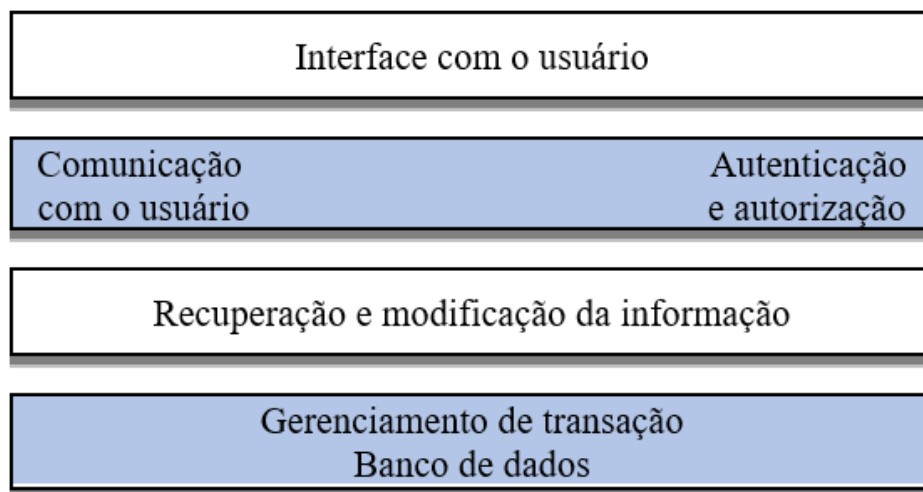 Interface com o usuário
Comunicação
com o usuário
Autenticação
e autorização
Recuperação e modificação da informação
Gerenciamento de transação
Banco de dados